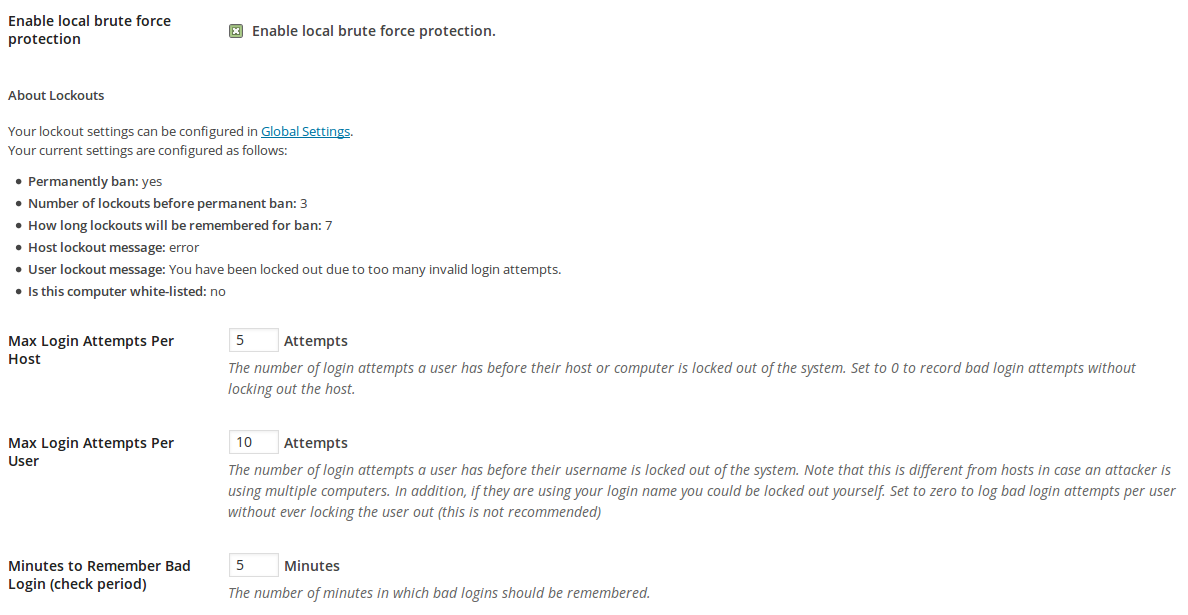 Enable local brute force
protection
Enable local brute force protection.
About Lockouts
Your lockout settings can be configured in Global Settings.
Your current settings are configured as follows:
Permanently ban: yes
Number of lockouts before permanent ban: 3
How long lockouts will be remembered for ban: 7
Host lockout message: error
User lockout message: You have been locked out due to too many invalid login attempts.
Is this computer white-listed: no
Max Login Attempts Per
Host
5 Attempts
The number of login attempts a user has before their host or computer is locked out of the system. Set to 0 to record bad login attempts without
locking out the host.
Max Login Attempts Per
User
10 Attempts
The number of login attempts a user has before their username is locked out of the system. Note that this is different from hosts in case an attacker is
using multiple computers. In addition, if they are using your login name you could be locked out yourself. Set to zero to log bad login attempts per user
without ever locking the user out (this is not recommended)
Minutes to Remember Bad
Login (check period)
5 Minutes
The number of minutes in which bad logins should be remembered.